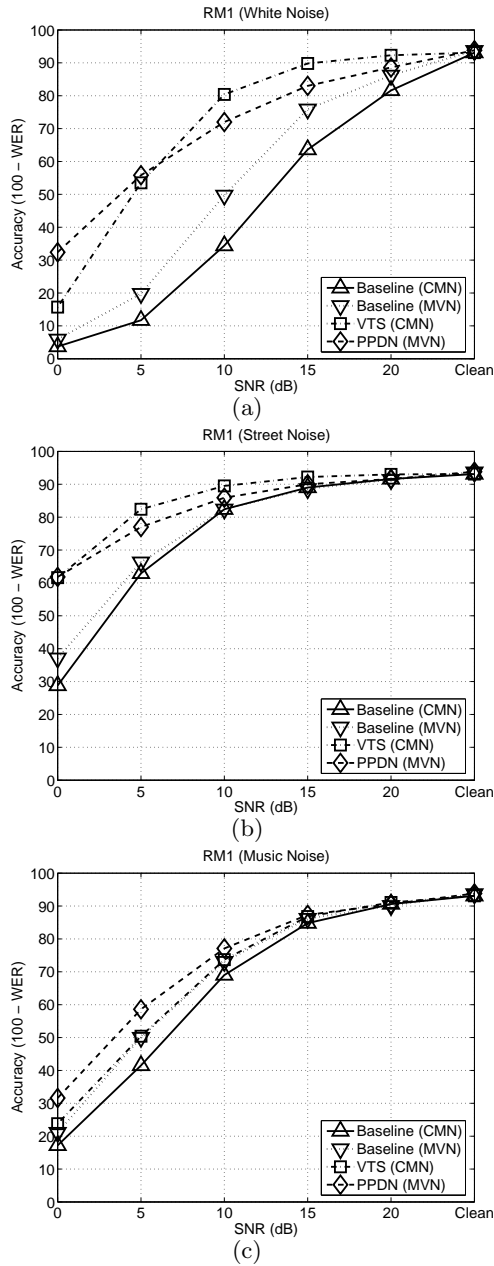 RM1 (White Noise)
100
90
80
70
60
50
40
30
20
10
0
Accuracy (100 − WER)
Baseline (CMN)
Baseline (MVN)
VTS (CMN)
PPDN (MVN)
0 5 10 15 20 Clean
SNR (dB)
(a)
RM1 (Street Noise)
100
90
80
70
60
50
40
30
20
10
0
Accuracy (100 − WER)
Baseline (CMN)
Baseline (MVN)
VTS (CMN)
PPDN (MVN)
0 5 10 15 20 Clean
SNR (dB)
(b)
RM1 (Music Noise)
100
90
80
70
60
50
40
30
20
10
0
Accuracy (100 − WER)
Baseline (CMN)
Baseline (MVN)
VTS (CMN)
PPDN (MVN)
0 5 10 15 20 Clean
SNR (dB)
(c)